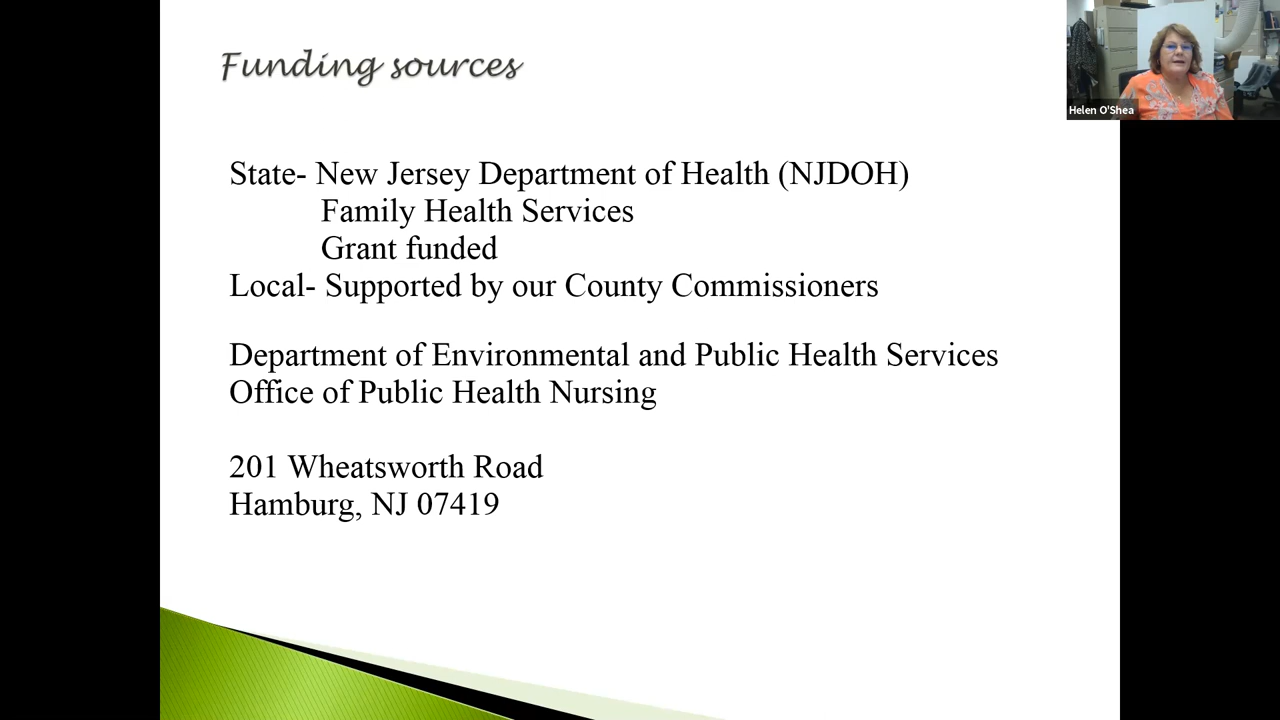 Funding sources
Helen O'Shea
State- New Jersey Department of Health (NJDOH)
Family Health Services
Grant funded
Local- Supported by our County Commissioners
Department of Environmental and Public Health Services
Office of Public Health Nursing
201 Wheatsworth Road
Hamburg, NJ 07419